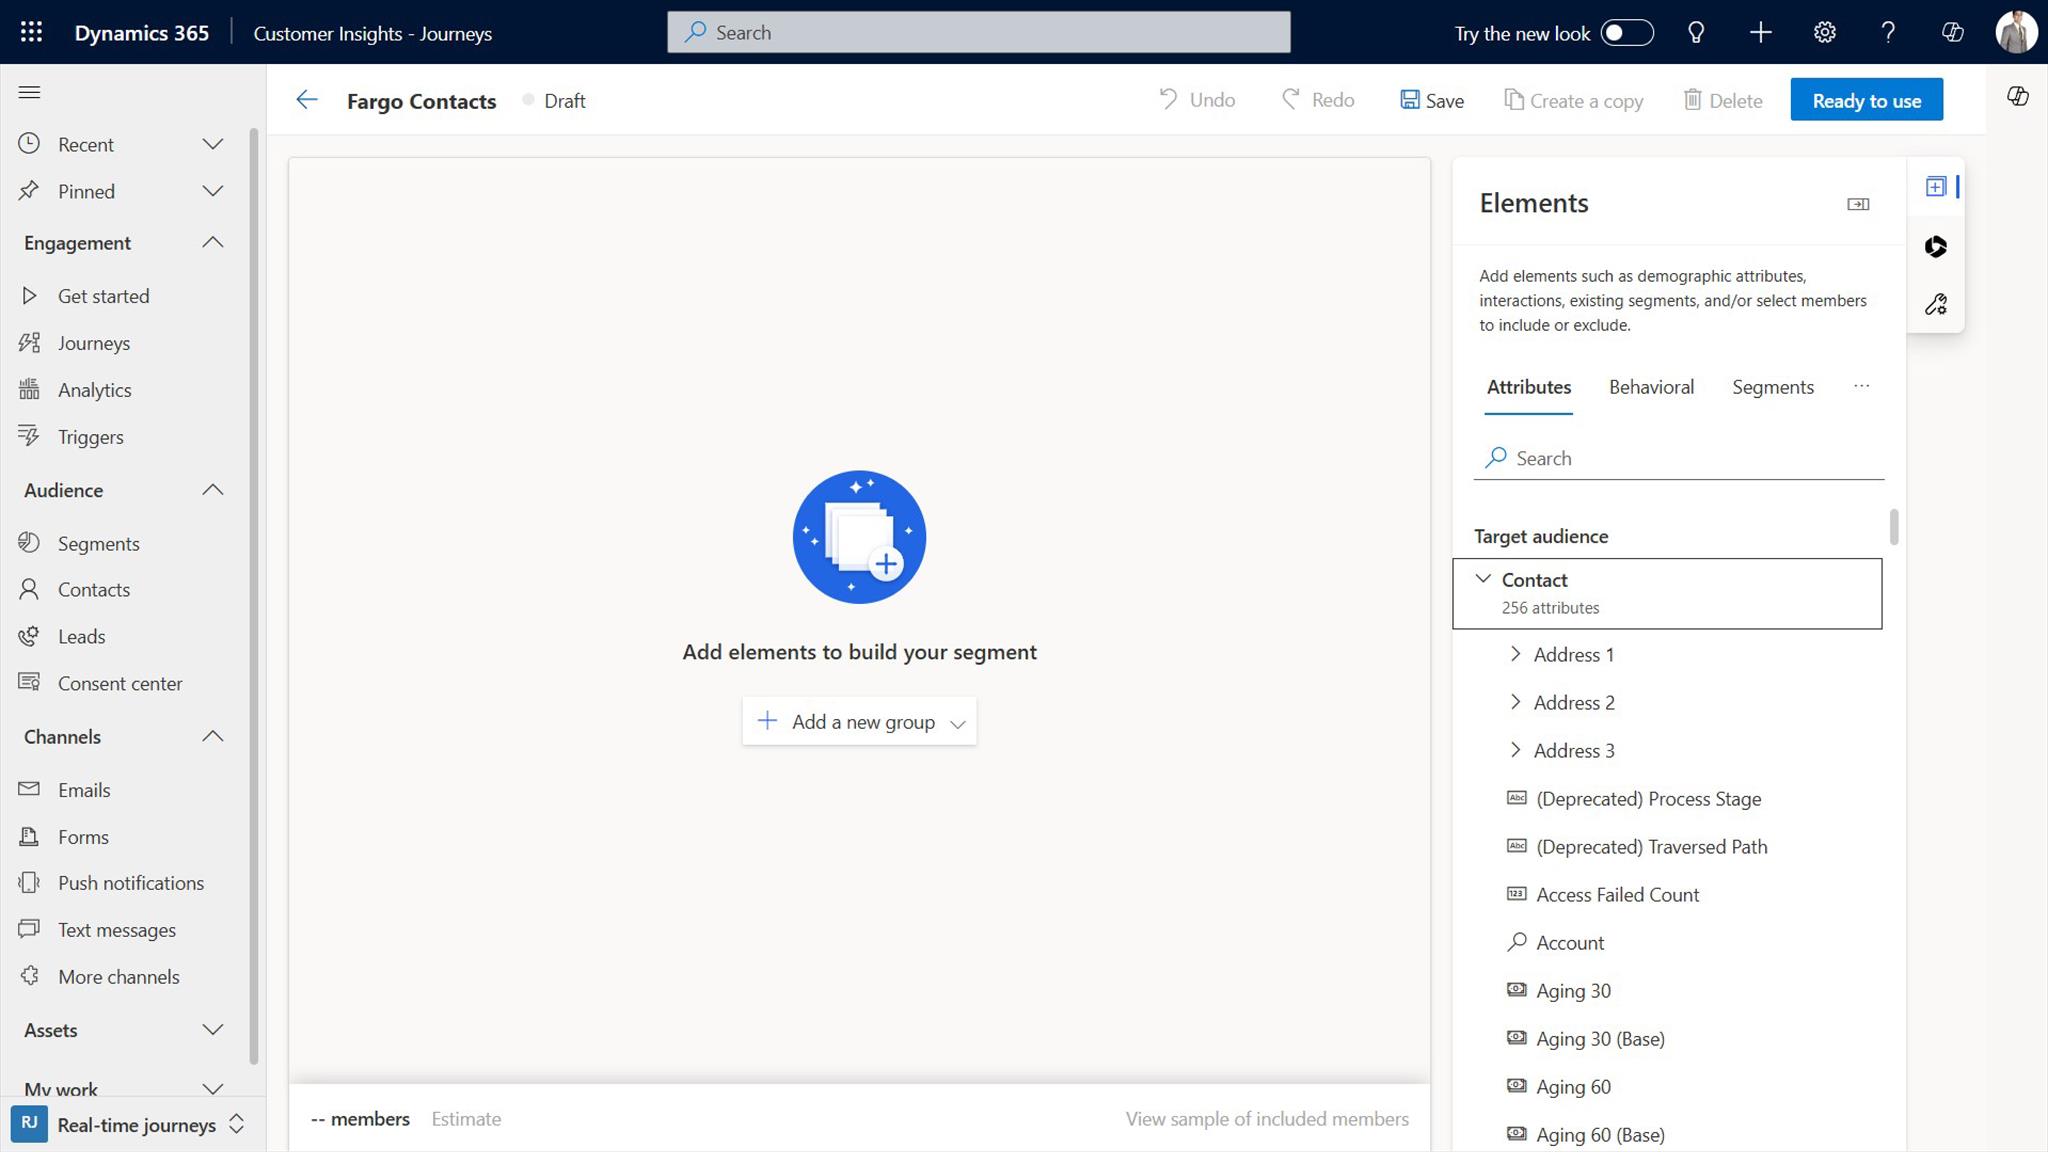 Dynamics 365
Customer Insights - Journeys
Search
Try the new look
Fargo Contacts
Draft
Undo
Redo
Save
Create a copy
Delete
Ready to use
Recent
Pinned
Engagement
Get started
Journeys
Analytics
Triggers
Audience
Segments
Contacts
Leads
Consent center
Channels
Emails
Forms
Push notifications
Text messages
More channels
Assets
My work
RJ
Real-time journeys
Add elements to build your segment
Add a new group
-- members
Estimate
View sample of included members
Elements
Add elements such as demographic attributes,
interactions, existing segments, and/or select members
to include or exclude.
Attributes
Behavioral
Segments
...
Search
Target audience
Contact
256 attributes
Address 1
Address 2
Address 3
Abc (Deprecated) Process Stage
Abc (Deprecated) Traversed Path
123 Access Failed Count
Account
Aging 30
Aging 30 (Base)
Aging 60
Aging 60 (Base)